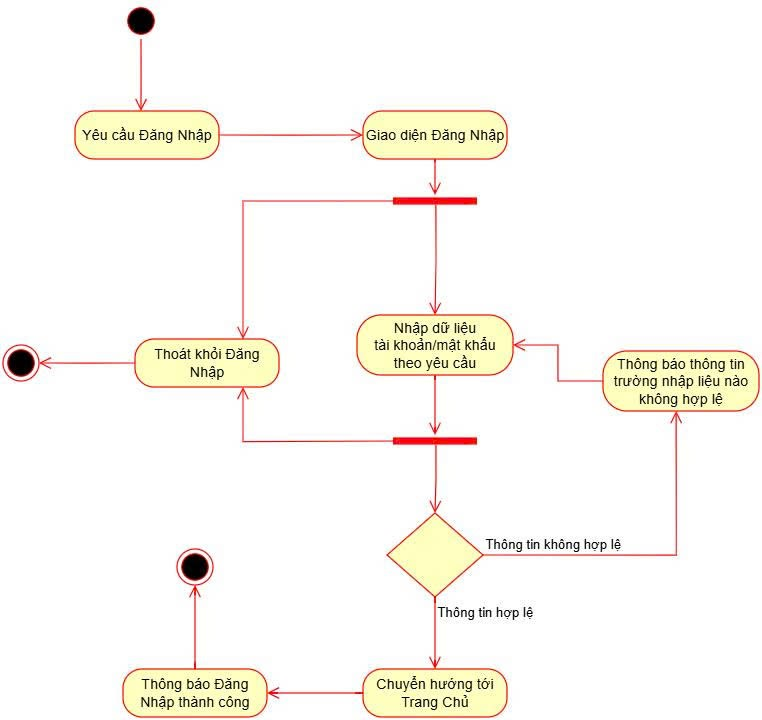 Yêu cầu Đăng Nhập
Giao diện Đăng Nhập
Nhập dữ liệu
tài khoản/mật khẩu
theo yêu cầu
Thoát khỏi Đăng
Nhập
Thông báo thông tin
trường nhập liệu nào
không hợp lệ
Thông tin không hợp lệ
Thông tin hợp lệ
Thông báo Đăng
Nhập thành công
Chuyển hướng tới
Trang Chủ